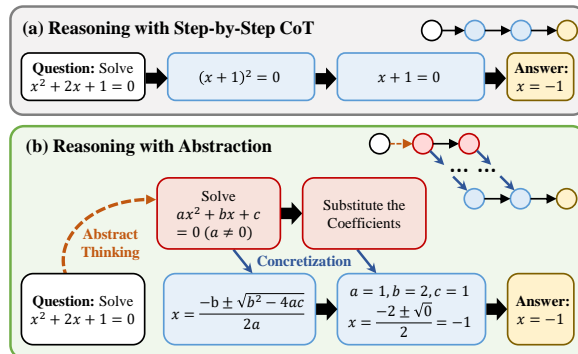 (a) Reasoning with Step-by-Step CoT
Question: Solve
x² + 2x + 1 = 0
(x + 1)² = 0
x + 1 = 0
Answer:
x = −1
(b) Reasoning with Abstraction
Abstract
Thinking
Solve
ax² + bx + c
= 0 (a ≠ 0)
Substitute the
Coefficients
... ...
Concretization
Question: Solve
x² + 2x + 1 = 0
x = (−b ± √(b² − 4ac)) / (2a)
a = 1, b = 2, c = 1
x = (−2 ± √0) / 2 = −1
Answer:
x = −1